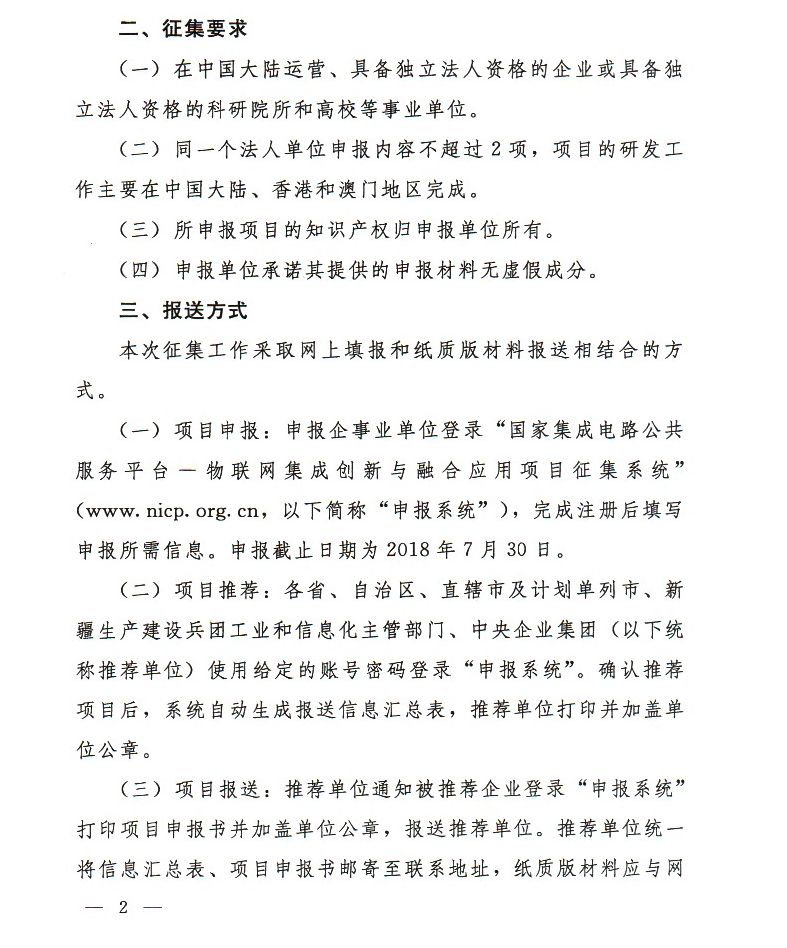 二、征集要求
（一）在中国大陆运营、具备独立法人资格的企业或具备独
立法人资格的科研院所和高校等事业单位。
（二）同一个法人单位申报内容不超过 2 项，项目的研发工
作主要在中国大陆、香港和澳门地区完成。
（三）所申报项目的知识产权归申报单位所有。
（四）申报单位承诺其提供的申报材料无虚假成分。
三、报送方式
本次征集工作采取网上填报和纸质版材料报送相结合的方
式。
（一）项目申报：申报企事业单位登录“国家集成电路公共
服务平台—物联网集成创新与融合应用项目征集系统”
（www.nicp.org.cn，以下简称“申报系统”），完成注册后填写
申报所需信息。申报截止日期为 2018 年 7 月 30 日。
（二）项目推荐：各省、自治区、直辖市及计划单列市、新
疆生产建设兵团工业和信息化主管部门、中央企业集团（以下统
称推荐单位）使用给定的账号密码登录“申报系统”。确认推荐
项目后，系统自动生成报送信息汇总表，推荐单位打印并加盖单
位公章。
（三）项目报送：推荐单位通知被推荐企业登录“申报系统”
打印项目申报书并加盖单位公章，报送推荐单位。推荐单位统一
将信息汇总表、项目申报书邮寄至联系地址，纸质版材料应与网
— 2 —